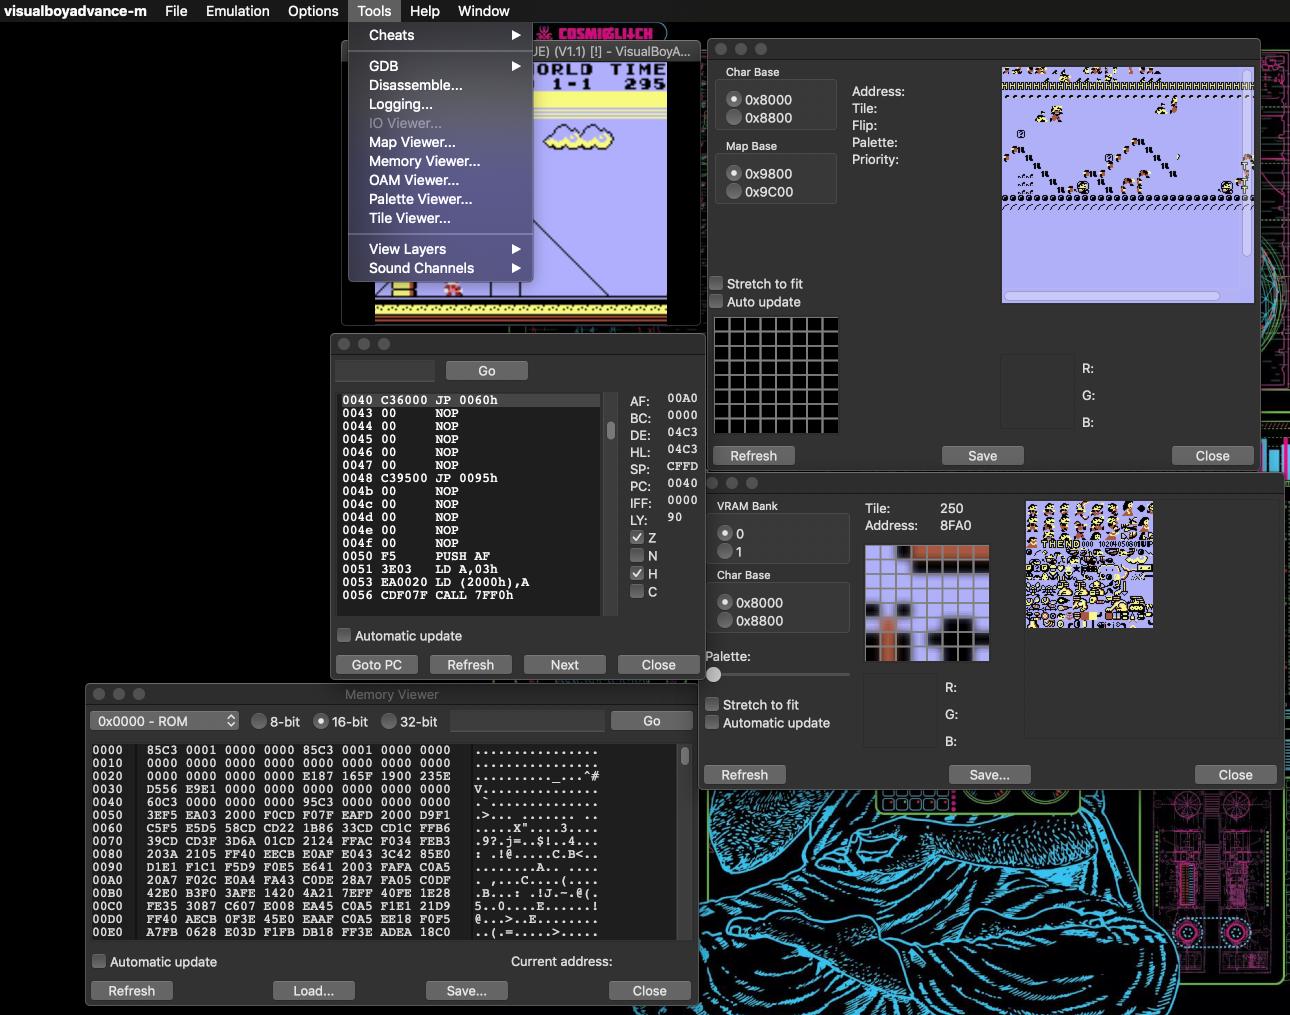 visualboyadvance-m File Emulation Options Tools Help Window
COSMIGLITCH
Cheats
GDB
Disassemble...
Logging...
IO Viewer...
Map Viewer...
Memory Viewer...
OAM Viewer...
Palette Viewer...
Tile Viewer...
View Layers
Sound Channels
UE) (V1.1) [!] - VisualBoyA...
ORLD TIME
1-1 295
Char Base
0x8000
0x8800
Map Base
0x9800
0x9C00
Address:
Tile:
Flip:
Palette:
Priority:
Stretch to fit
Auto update
R:
G:
B:
Refresh Save Close
Go
0040 C36000 JP 0060h
0043 00 NOP
0044 00 NOP
0045 00 NOP
0046 00 NOP
0047 00 NOP
0048 C39500 JP 0095h
004b 00 NOP
004c 00 NOP
004d 00 NOP
004e 00 NOP
004f 00 NOP
0050 F5 PUSH AF
0051 3E03 LD A,03h
0053 EA0020 LD (2000h),A
0056 CDF07F CALL 7FF0h
AF: 00A0
BC: 0000
DE: 04C3
HL: 04C3
SP: CFFD
PC: 0040
IFF: 0000
LY: 90
Z
N
H
C
Automatic update
Goto PC Refresh Next Close
VRAM Bank
0
1
Char Base
0x8000
0x8800
Palette:
Stretch to fit
Automatic update
Tile: 250
Address: 8FA0
R:
G:
B:
Refresh Save... Close
Memory Viewer
0x0000 - ROM 8-bit 16-bit 32-bit Go
0000 85C3 0001 0000 0000 85C3 0001 0000 0000 ................
0010 0000 0000 0000 0000 0000 0000 0000 0000 ................
0020 0000 0000 0000 0000 E187 165F 1900 235E .........._...^#
0030 D556 E9E1 0000 0000 0000 0000 0000 0000 V...............
0040 60C3 0000 0000 0000 95C3 0000 0000 0000 .`..............
0050 3EF5 EA03 2000 F0CD F07F EAFD 2000 D9F1 .>.... .......
0060 C5F5 E5D5 58CD CD22 1B86 33CD CD1C FFB6 .....X"....3....
0070 39CD CD3F 3D6A 01CD 2124 FFAC F034 FEB3 .9?.j=..$!..4...
0080 203A 2105 FF40 EECB E0AF E043 3C42 85E0 : .!@.....C.B<..
0090 D1E1 F1C1 F5D9 F0E5 E641 2003 FAFA C0A5 ........A.. ....
00A0 20A7 F02C E0A4 FA43 C0DE 28A7 FA05 C0DF . ,...C....(....
00B0 42E0 B3F0 3AFE 1420 4A21 7EFF 40FE 1E28 .B...: .!J.~.@(.
00C0 FE35 3087 C607 E008 EA45 C0A5 F1E1 21D9 5..0....E......!
00D0 FF40 AECB 0F3E 45E0 EAAF C0A5 EE18 F0F5 @...>..E........
00E0 A7FB 0628 E03D F1FB DB18 FF3E ADEA 18C0 ..(.=.....>.....
Automatic update Current address:
Refresh Load... Save... Close